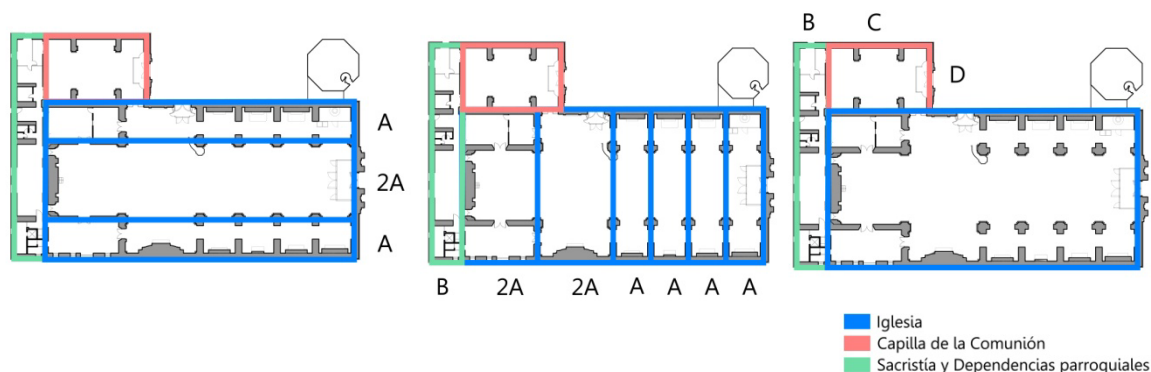 B C
D
A
2A
A
B 2A 2A A A A A
Iglesia
Capilla de la Comunión
Sacristía y Dependencias parroquiales